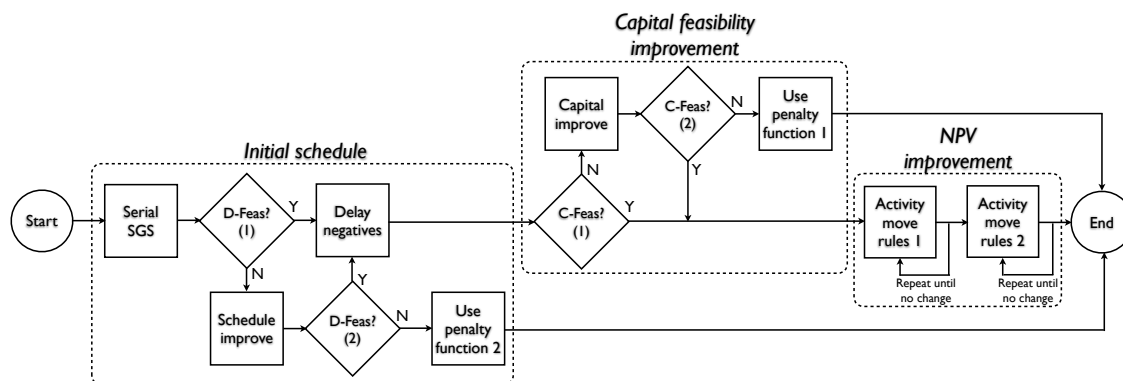 Capital feasibility
improvement
Capital
improve
C-Feas?
(2)
N
Use
penalty
function 1
Y
N
C-Feas?
(1)
Y
NPV
improvement
Initial schedule
Start
Serial
SGS
D-Feas?
(1)
Y
Delay
negatives
Activity
move
rules 1
Activity
move
rules 2
End
Repeat until
no change
Repeat until
no change
N
Y
Schedule
improve
D-Feas?
(2)
N
Use
penalty
function 2